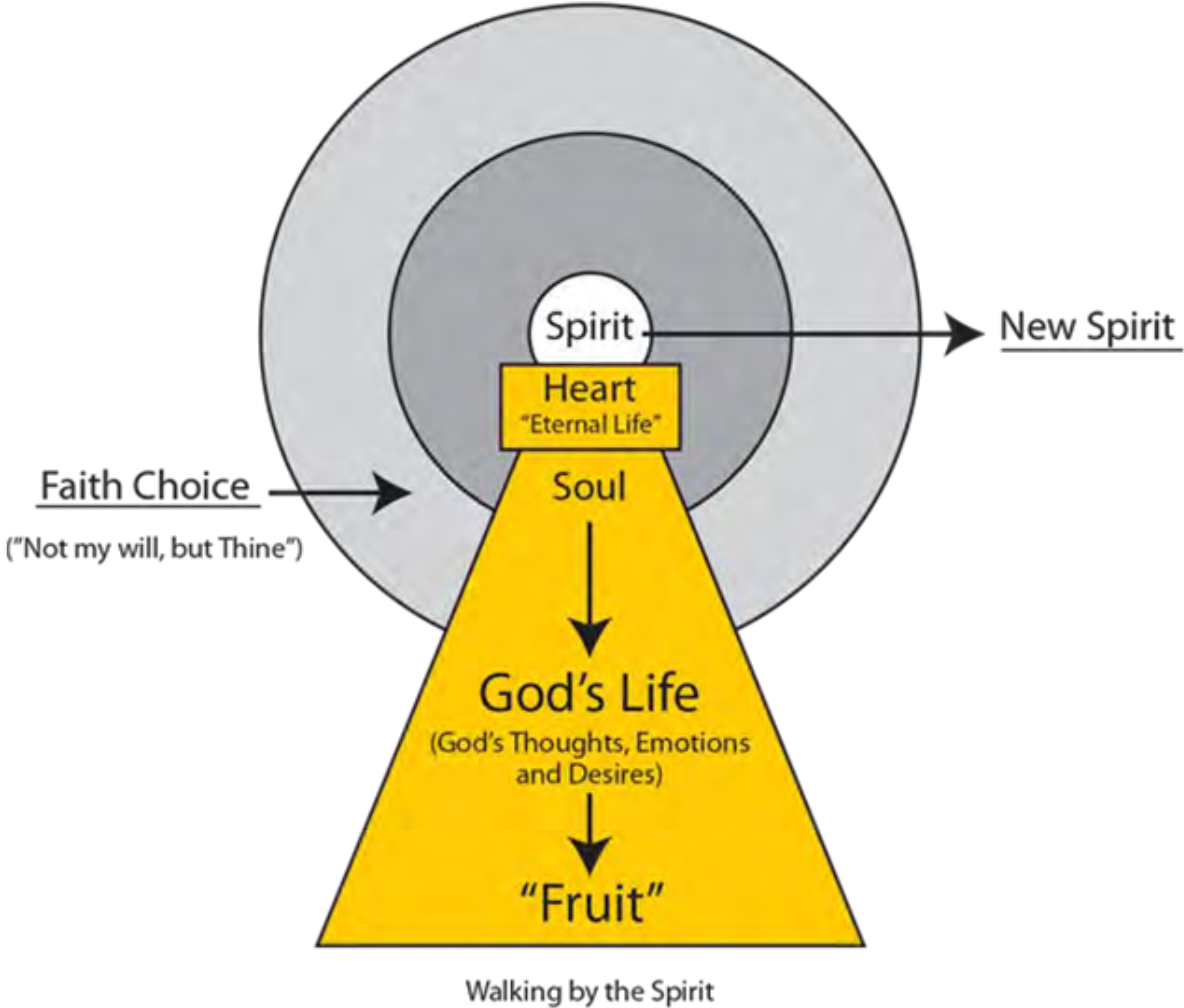 Spirit
New Spirit
Heart
“Eternal Life”
Faith Choice
Soul
(”Not my will, but Thine”)
God’s Life
(God’s Thoughts, Emotions
and Desires)
“Fruit”
Walking by the Spirit